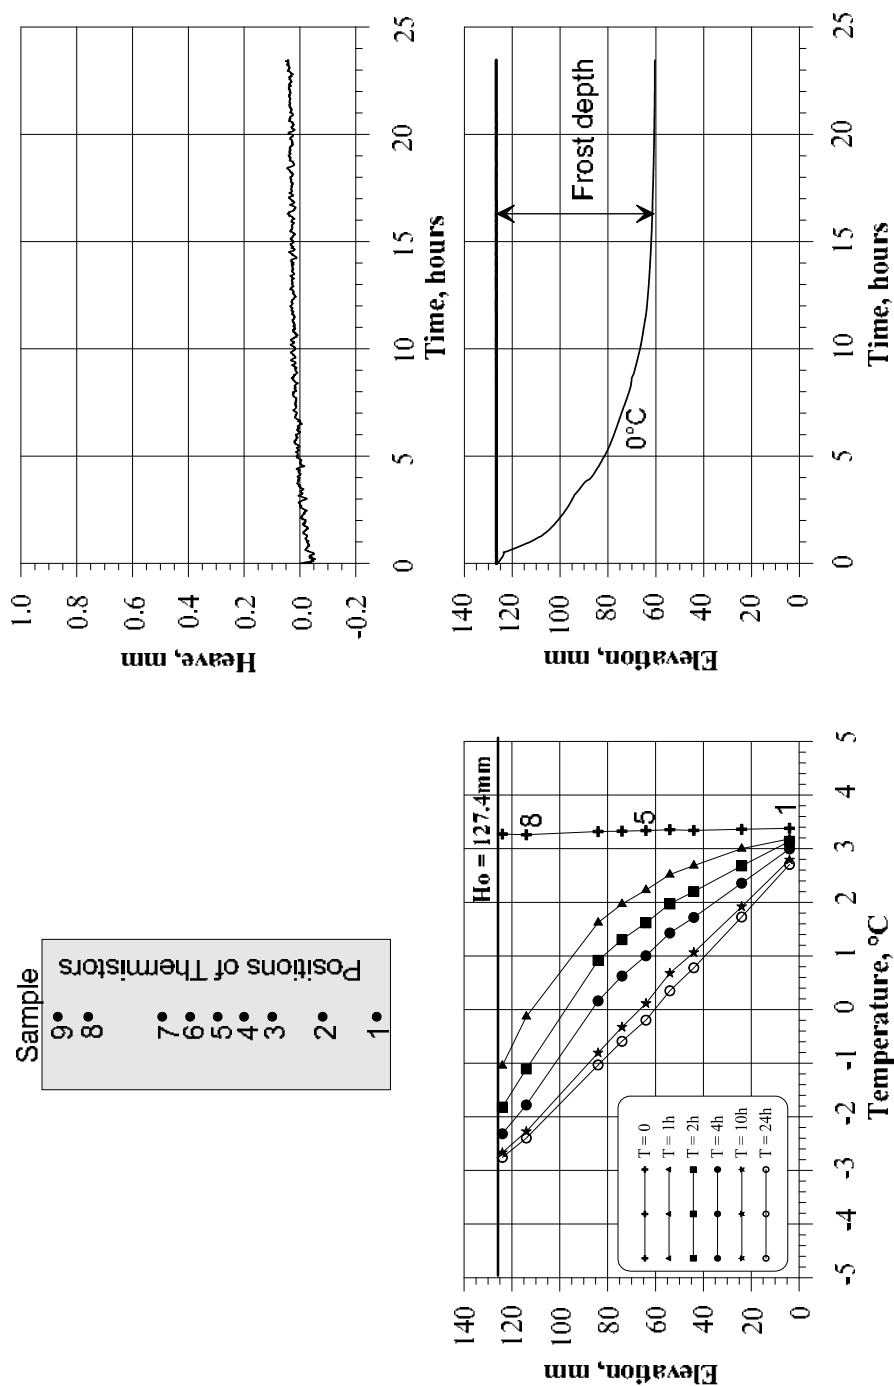 Sample
Positions of Thermistors
9
8
7
6
5
4
3
2
1
1.0
0.8
0.6
0.4
0.2
0.0
-0.2
Heave, mm
0 5 10 15 20 25
Time, hours
Ho = 127.4mm
8
5
1
T = 0
T = 1h
T = 2h
T = 4h
T = 10h
T = 24h
140
120
100
80
60
40
20
0
Elevation, mm
-5 -4 -3 -2 -1 0 1 2 3 4 5
Temperature, °C
Frost depth
0°C
140
120
100
80
60
40
20
0
Elevation, mm
0 5 10 15 20 25
Time, hours